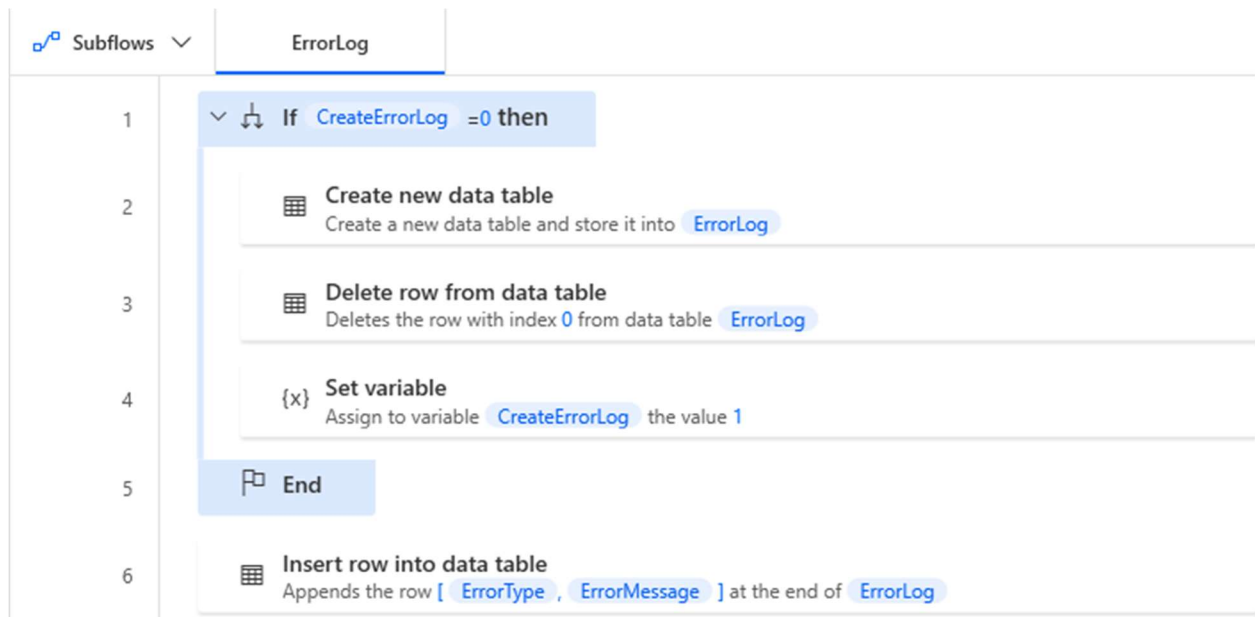 Subflows ErrorLog
1 If CreateErrorLog =0 then
2 Create new data table
Create a new data table and store it into ErrorLog
3 Delete row from data table
Deletes the row with index 0 from data table ErrorLog
4 {x} Set variable
Assign to variable CreateErrorLog the value 1
5 End
6 Insert row into data table
Appends the row [ ErrorType , ErrorMessage ] at the end of ErrorLog